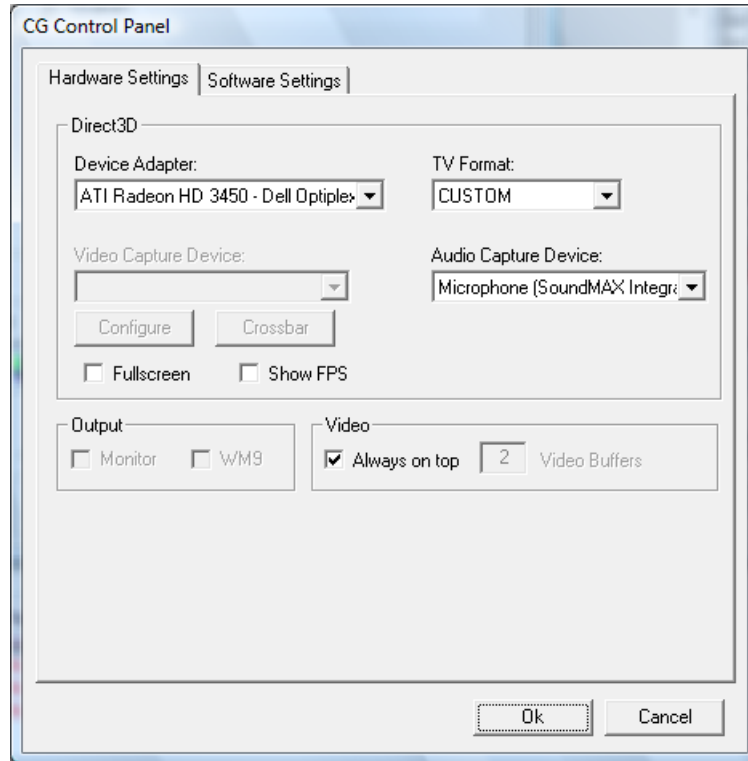 CG Control Panel
Hardware Settings Software Settings
Direct3D
Device Adapter: TV Format:
ATI Radeon HD 3450 - Dell Optiplex CUSTOM
Video Capture Device: Audio Capture Device:
Microphone (SoundMAX Integra
Configure Crossbar
Fullscreen Show FPS
Output Video
Monitor WM9 Always on top 2 Video Buffers
Ok Cancel